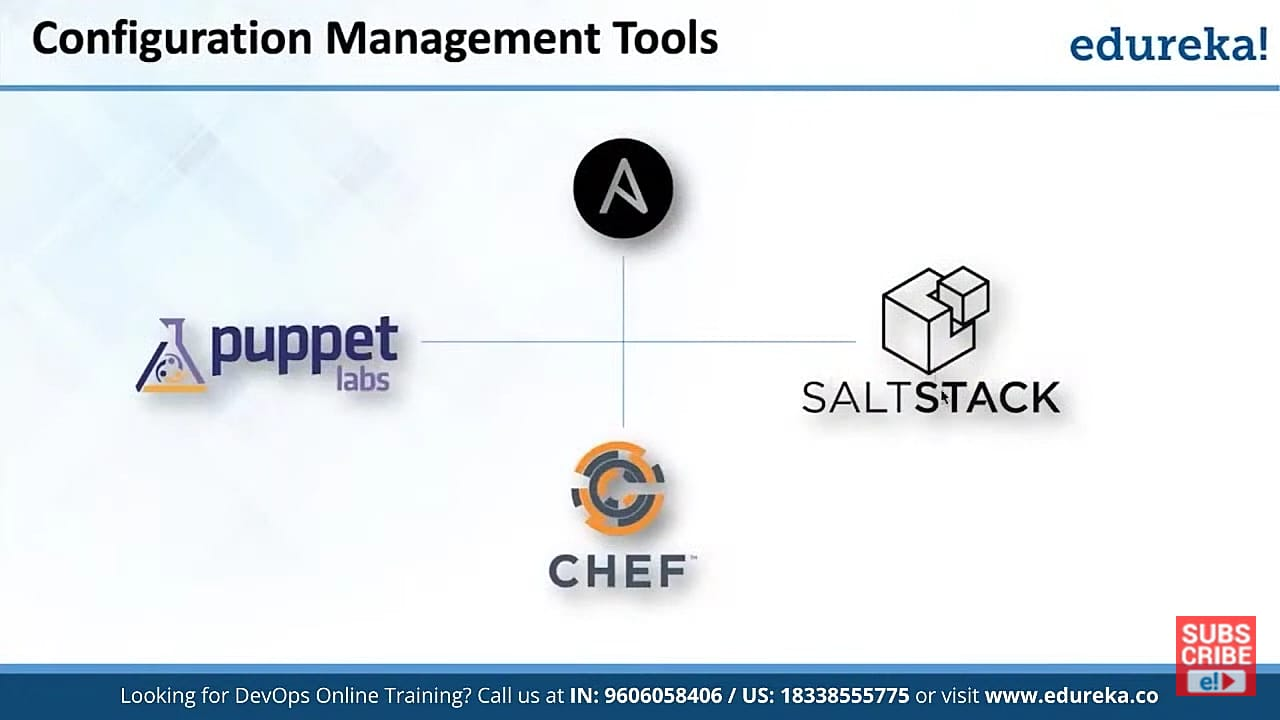 Configuration Management Tools
edureka!
puppet
labs
SALTSTACK
CHEF™
SUBS
CRIBE
e!
Looking for DevOps Online Training? Call us at IN: 9606058406 / US: 18338555775 or visit www.edureka.co